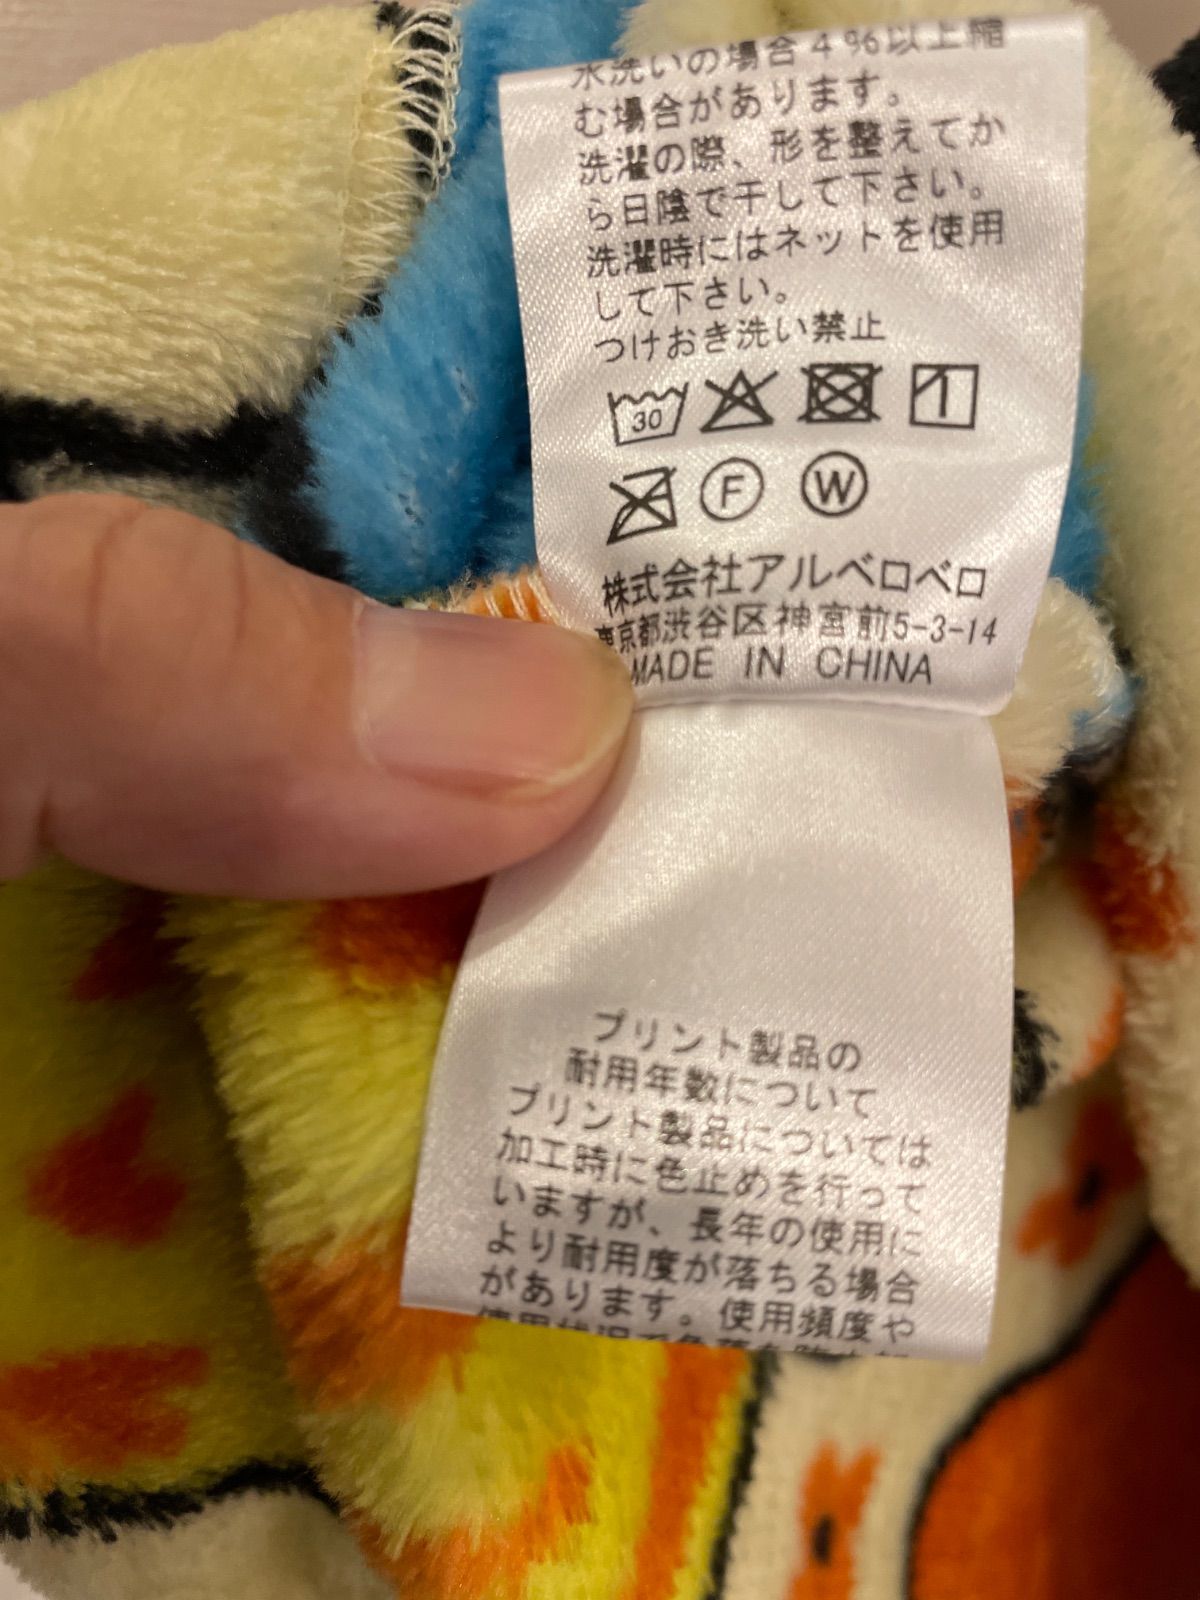 水洗いの場合4%以上縮
む場合があります。
洗濯の際、形を整えてか
ら日陰で干して下さい。
洗濯時にはネットを使用
して下さい。
つけおき洗い禁止
30
F W
株式会社アルベロベロ
東京都渋谷区神宮前5-3-14
MADE IN CHINA
プリント製品の
耐用年数について
プリント製品については
加工時に色止めを行って
いますが、長年の使用に
より耐用度が落ちる場合
があります。使用頻度や
使用状況で